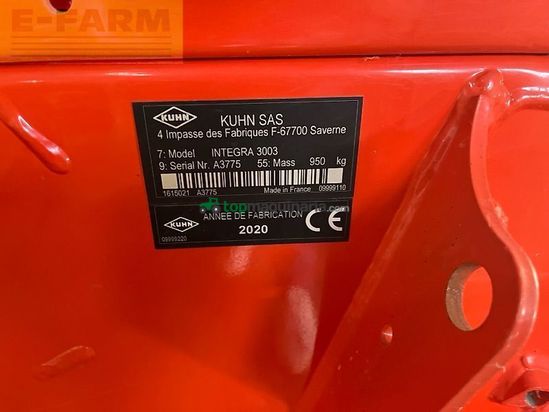 E-FARM
KUHN
KUHN SAS
4 Impasse des Fabriques F-67700 Saverne
7: Model INTEGRA 3003
9: Serial Nr. A3775 55: Mass 950 kg
1615021 A3775 Made in France 09999110
topmaquinaria.com
KUHN
ANNEE DE FABRICATION
2020
CE
09999220